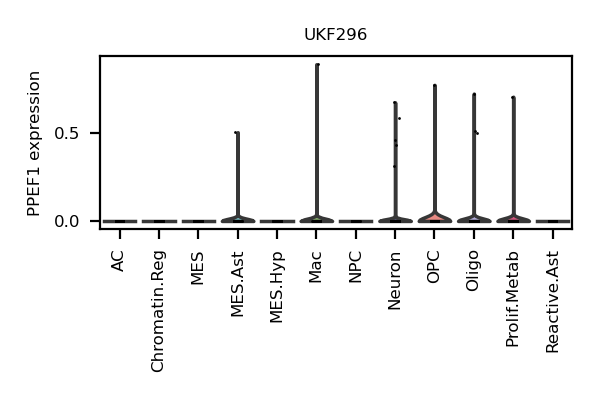 UKF296
PPEF1 expression
0.5
0.0
AC
Chromatin.Reg
MES
MES.Ast
MES.Hyp
Mac
NPC
Neuron
OPC
Oligo
Prolif.Metab
Reactive.Ast